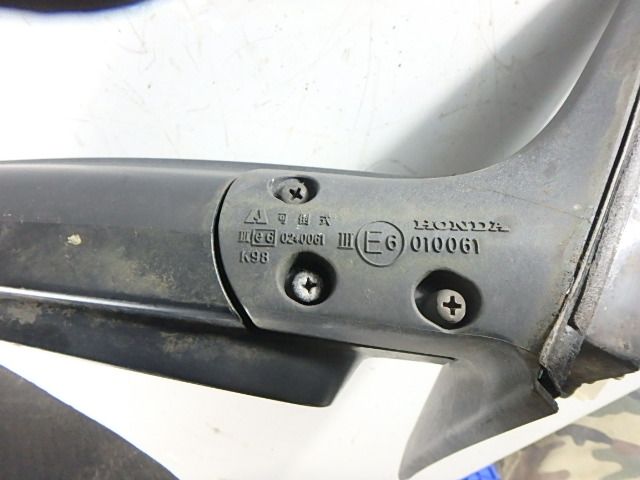 可倒式 HONDA
III e6 02*0061 III E6 010061
K98